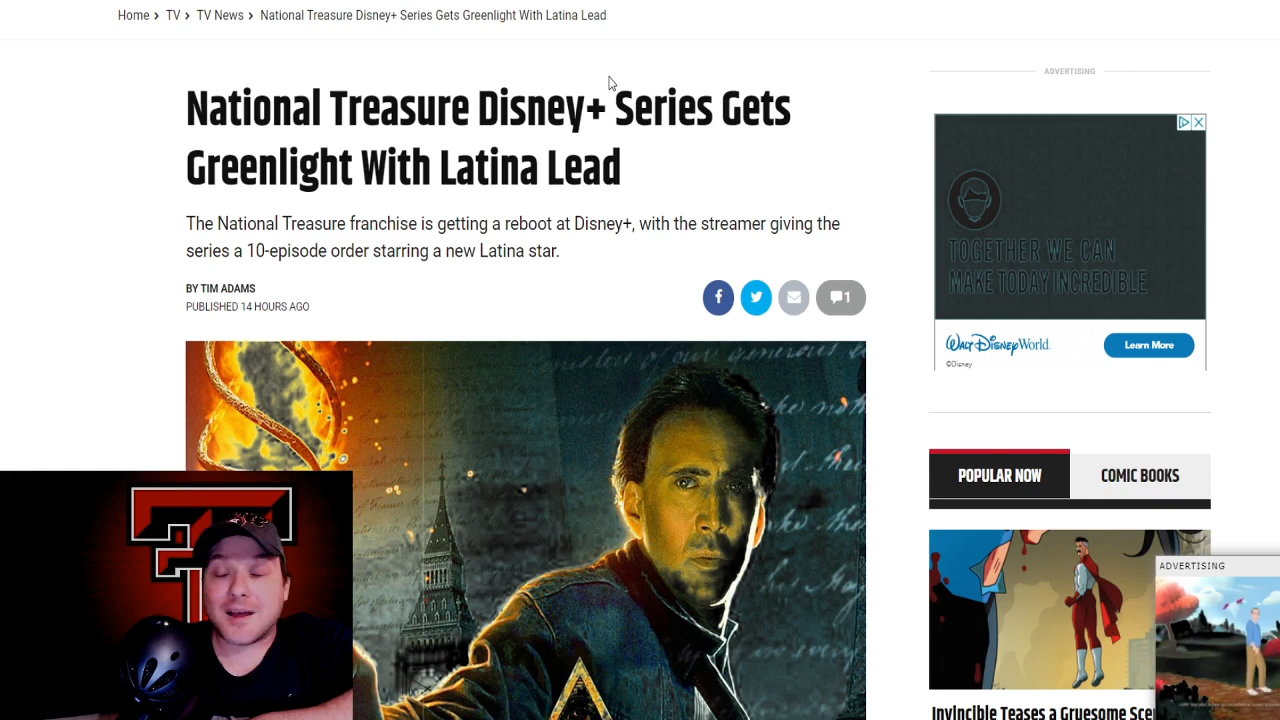 Home > TV > TV News > National Treasure Disney+ Series Gets Greenlight With Latina Lead
National Treasure Disney+ Series Gets
Greenlight With Latina Lead
The National Treasure franchise is getting a reboot at Disney+, with the streamer giving the
series a 10-episode order starring a new Latina star.
BY TIM ADAMS
PUBLISHED 14 HOURS AGO
1
ADVERTISING
TOGETHER WE CAN
MAKE TODAY INCREDIBLE
Walt Disney World
Learn More
©Disney
POPULAR NOW
COMIC BOOKS
ADVERTISING
Invincible Teases a Gruesome Sce